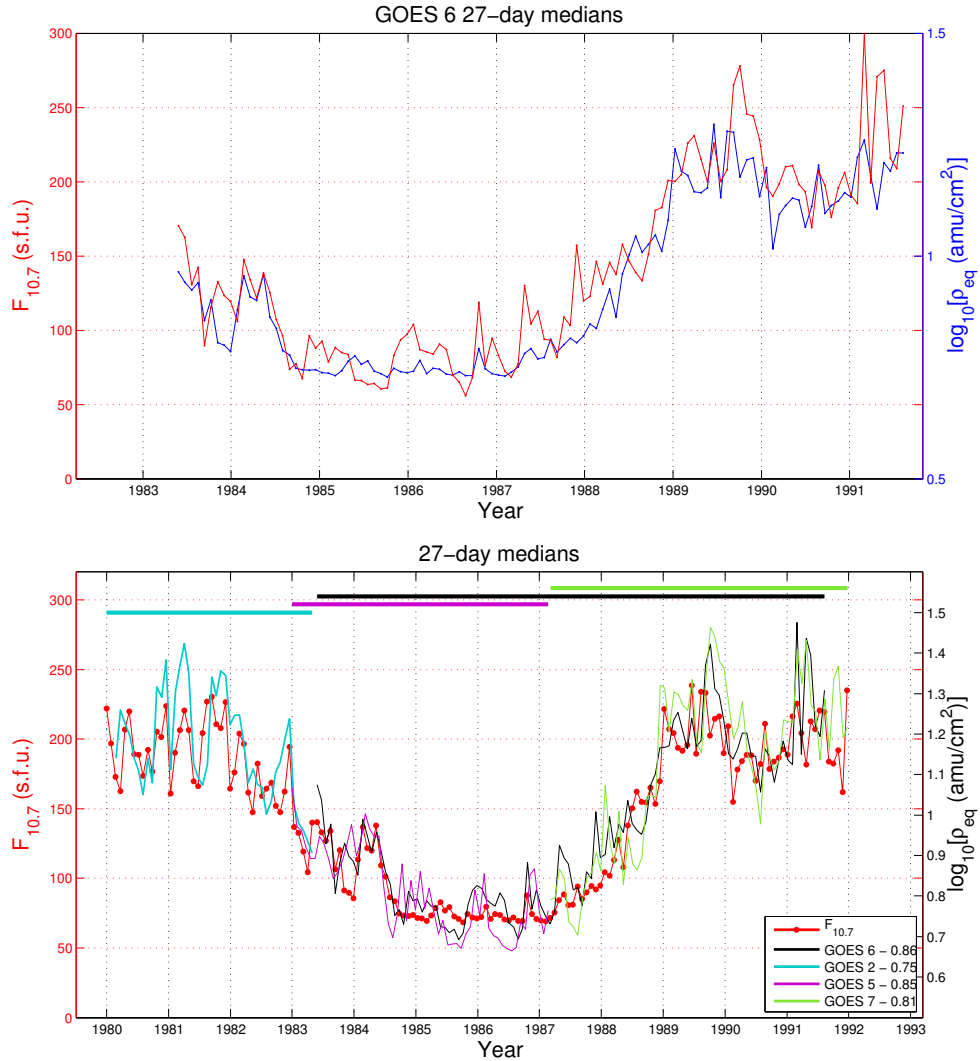 GOES 6 27−day medians
300
250
200
150
100
50
0
F10.7 (s.f.u.)
1.5
1
0.5
log10[ρeq (amu/cm2)
1983 1984 1985 1986 1987 1988 1989 1990 1991
Year
27−day medians
300
250
200
150
100
50
0
F10.7 (s.f.u.)
1.5
1.4
1.3
1.2
1.1
1
0.9
0.8
0.7
0.6
log10[ρeq (amu/cm2)
F10.7
GOES 6 − 0.86
GOES 2 − 0.75
GOES 5 − 0.85
GOES 7 − 0.81
1980 1981 1982 1983 1984 1985 1986 1987 1988 1989 1990 1991 1992 1993
Year